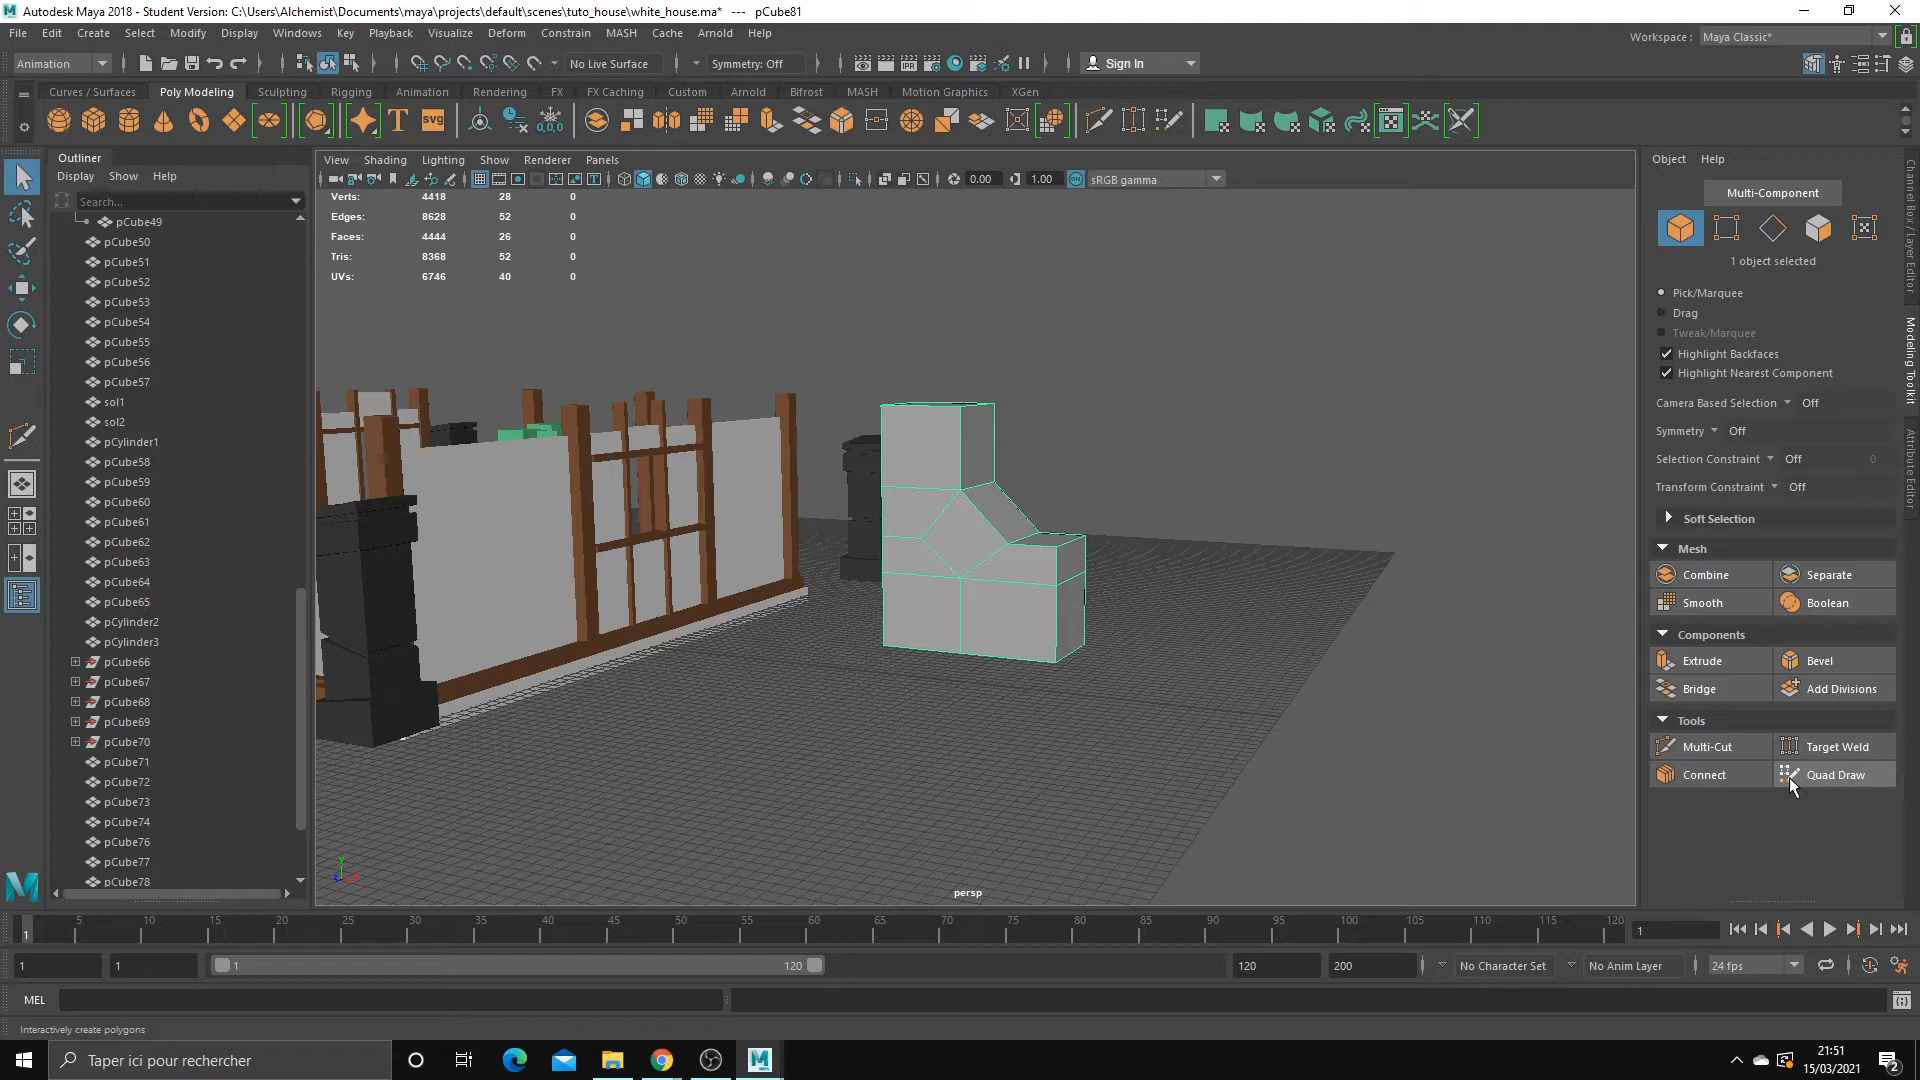 Autodesk Maya 2018 - Student Version: C:\Users\Alchemist\Documents\maya\projects\default\scenes\tuto_house\white_house.ma* --- pCube81
File Edit Create Select Modify Display Windows Key Playback Visualize Deform Constrain MASH Cache Arnold Help
Workspace : Maya Classic*
Animation No Live Surface Symmetry: Off Sign In
Curves / Surfaces Poly Modeling Sculpting Rigging Animation Rendering FX FX Caching Custom Arnold Bifrost MASH Motion Graphics XGen
T SVG 0,0,0
Outliner
Display Show Help
Search...
pCube49
pCube50
pCube51
pCube52
pCube53
pCube54
pCube55
pCube56
pCube57
sol1
sol2
pCylinder1
pCube58
pCube59
pCube60
pCube61
pCube62
pCube63
pCube64
pCube65
pCylinder2
pCylinder3
pCube66
pCube67
pCube68
pCube69
pCube70
pCube71
pCube72
pCube73
pCube74
pCube76
pCube77
pCube78
View Shading Lighting Show Renderer Panels
0.00 1.00 sRGB gamma
Verts: 4418 28 0
Edges: 8628 52 0
Faces: 4444 26 0
Tris: 8368 52 0
UVs: 6746 40 0
persp
Object Help
Multi-Component
1 object selected
Pick/Marquee
Drag
Tweak/Marquee
Highlight Backfaces
Highlight Nearest Component
Camera Based Selection Off
Symmetry Off
Selection Constraint Off 0
Transform Constraint Off
Soft Selection
Mesh
Combine Separate
Smooth Boolean
Components
Extrude Bevel
Bridge Add Divisions
Tools
Multi-Cut Target Weld
Connect Quad Draw
Channel Box / Layer Editor
Modeling Toolkit
Attribute Editor
5 10 15 20 25 30 35 40 45 50 55 60 65 70 75 80 85 90 95 100 105 110 115 120
1 1
1 1 1 120 120 200 No Character Set No Anim Layer 24 fps
MEL
Interactively create polygons
Taper ici pour rechercher
21:51
15/03/2021
2